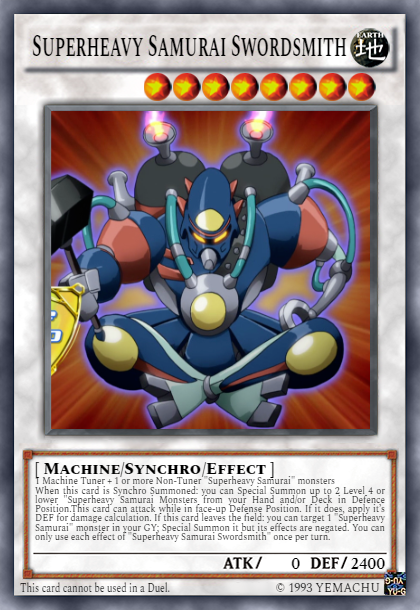 SUPERHEAVY SAMURAI SWORDSMITH
EARTH
地
[ MACHINE/SYNCHRO/EFFECT ]
1 Machine Tuner + 1 or more Non-Tuner "Superheavy Samurai" monsters
When this card is Synchro Summoned: you can Special Summon up to 2 Level 4 or
lower "Superheavy Samurai Monsters from your Hand and/or Deck in Defence
Position.This card can attack while in face-up Defense Position. If it does, apply it's
DEF for damage calculation. If this card leaves the field: you can target 1 "Superheavy
Samurai" monster in your GY; Special Summon it but its effects are negated. You can
only use each effect of "Superheavy Samurai Swordsmith" once per turn.
ATK/ 0 DEF/ 2400
This card cannot be used in a Duel.
© 1993 YEMACHU